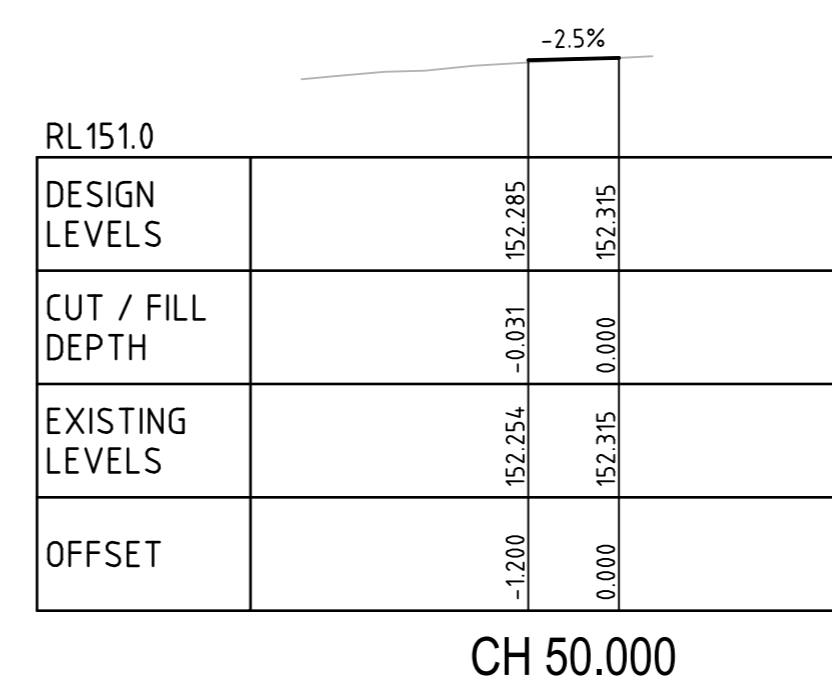 -2.5%
RL151.0
DESIGN
LEVELS
152.285
152.315
CUT / FILL
DEPTH
-0.031
0.000
EXISTING
LEVELS
152.254
152.315
OFFSET
-1.200
0.000
CH 50.000